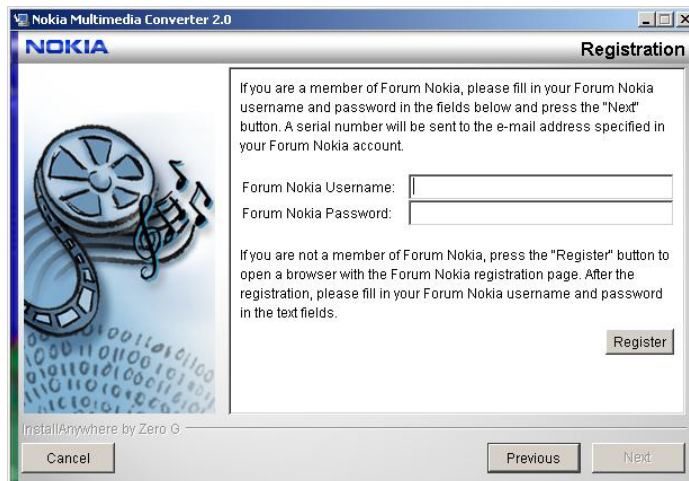 Nokia Multimedia Converter 2.0
NOKIA
Registration
If you are a member of Forum Nokia, please fill in your Forum Nokia
username and password in the fields below and press the "Next"
button. A serial number will be sent to the e-mail address specified in
your Forum Nokia account.
Forum Nokia Username:
Forum Nokia Password:
If you are not a member of Forum Nokia, press the "Register" button to
open a browser with the Forum Nokia registration page. After the
registration, please fill in your Forum Nokia username and password
in the text fields.
Register
InstallAnywhere by Zero G
Cancel
Previous
Next